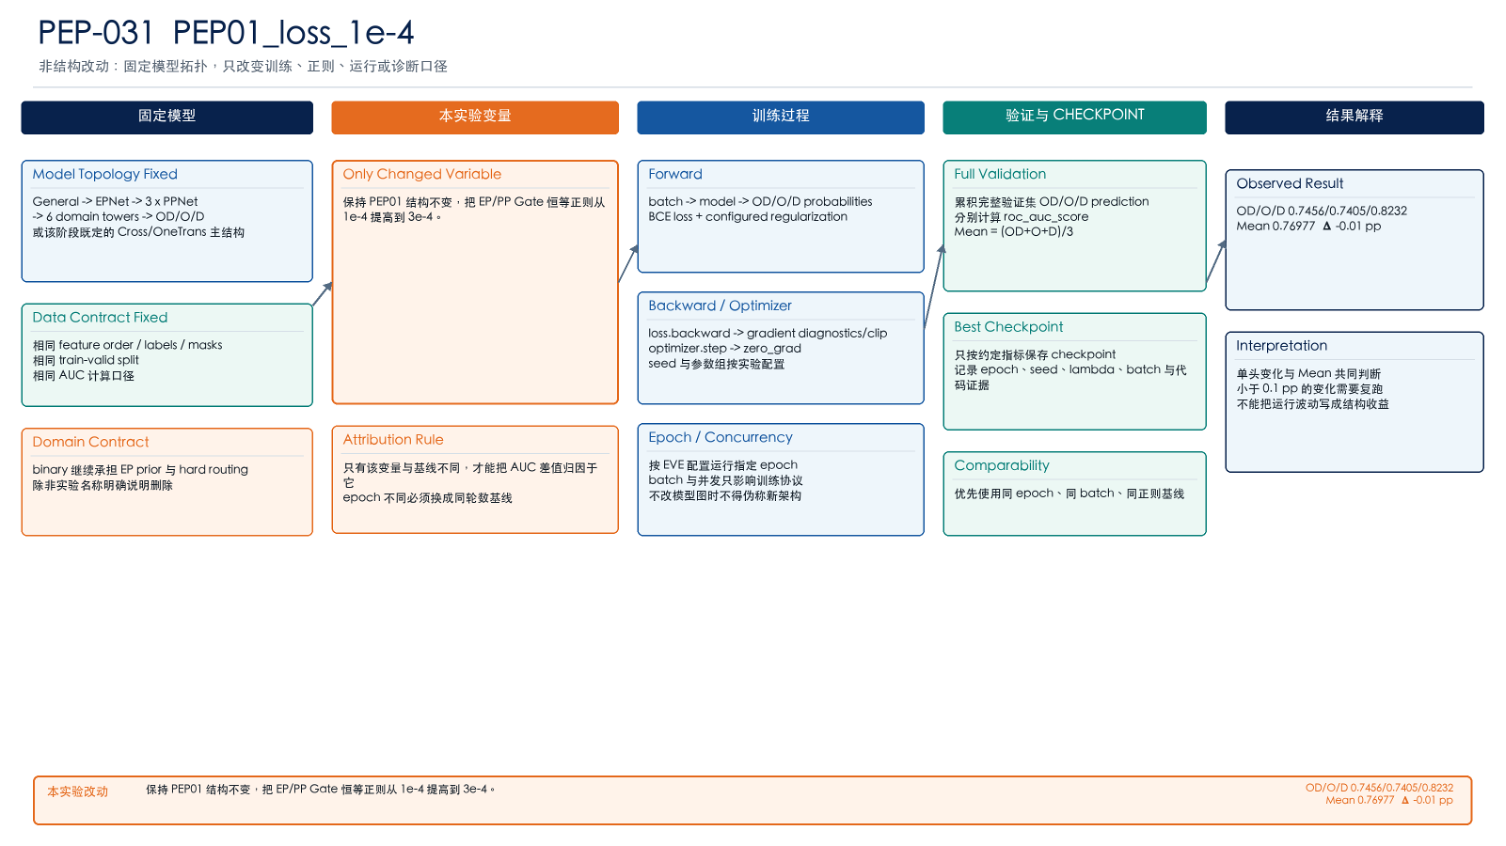 PEP-031 PEP01_loss_1e-4
非结构改动：固定模型拓扑，只改变训练、正则、运行或诊断口径
固定模型
本实验变量
训练过程
验证与 CHECKPOINT
结果解释
Model Topology Fixed
General -> EPNet -> 3 x PPNet
-> 6 domain towers -> OD/O/D
或该阶段既定的 Cross/OneTrans 主结构
Data Contract Fixed
相同 feature order / labels / masks
相同 train-valid split
相同 AUC 计算口径
Domain Contract
binary 继续承担 EP prior 与 hard routing
除非实验名称明确说明删除
Only Changed Variable
保持 PEP01 结构不变，把 EP/PP Gate 恒等正则从
1e-4 提高到 3e-4。
Attribution Rule
只有该变量与基线不同，才能把 AUC 差值归因于
它
epoch 不同必须换成同轮数基线
Forward
batch -> model -> OD/O/D probabilities
BCE loss + configured regularization
Backward / Optimizer
loss.backward -> gradient diagnostics/clip
optimizer.step -> zero_grad
seed 与参数组按实验配置
Epoch / Concurrency
按 EVE 配置运行指定 epoch
batch 与并发只影响训练协议
不改模型图时不得伪称新架构
Full Validation
累积完整验证集 OD/O/D prediction
分别计算 roc_auc_score
Mean = (OD+O+D)/3
Best Checkpoint
只按约定指标保存 checkpoint
记录 epoch、seed、lambda、batch 与代
码证据
Comparability
优先使用同 epoch、同 batch、同正则基线
Observed Result
OD/O/D 0.7456/0.7405/0.8232
Mean 0.76977 Δ -0.01 pp
Interpretation
单头变化与 Mean 共同判断
小于 0.1 pp 的变化需要复跑
不能把运行波动写成结构收益
本实验改动
保持 PEP01 结构不变，把 EP/PP Gate 恒等正则从 1e-4 提高到 3e-4。
OD/O/D 0.7456/0.7405/0.8232
Mean 0.76977 Δ -0.01 pp